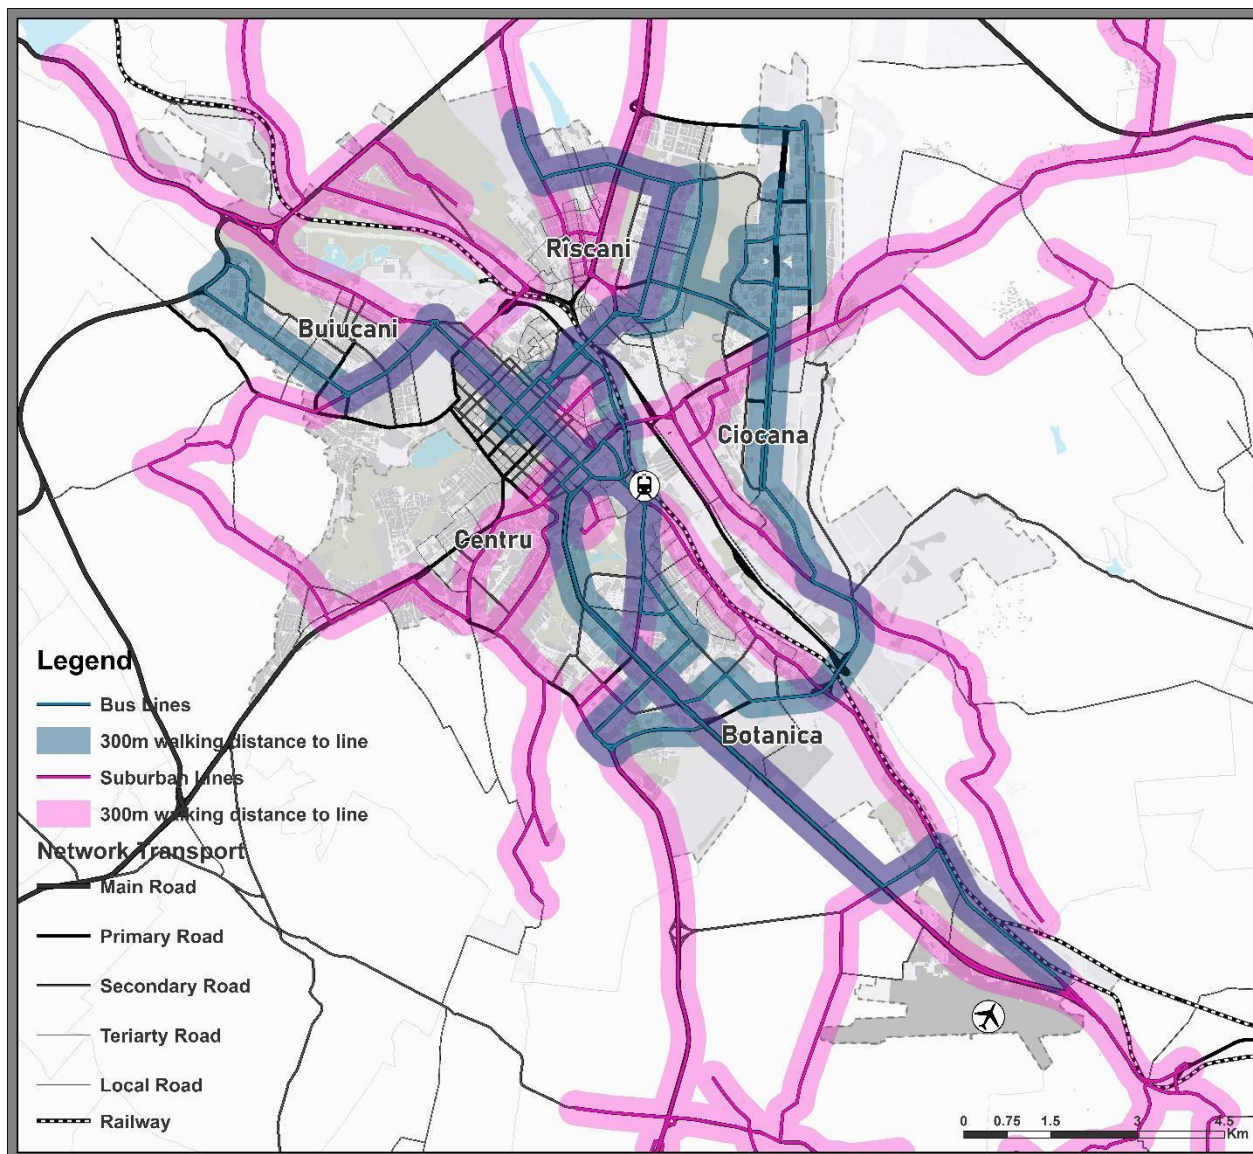 Rîșcani
Buiucani
Ciocana
Centru
Botanica
Legend
Bus Lines
300m walking distance to line
Suburban Lines
300m walking distance to line
Network Transport
Main Road
Primary Road
Secondary Road
Teriarty Road
Local Road
Railway
0 0.75 1.5 3 4.5
Km